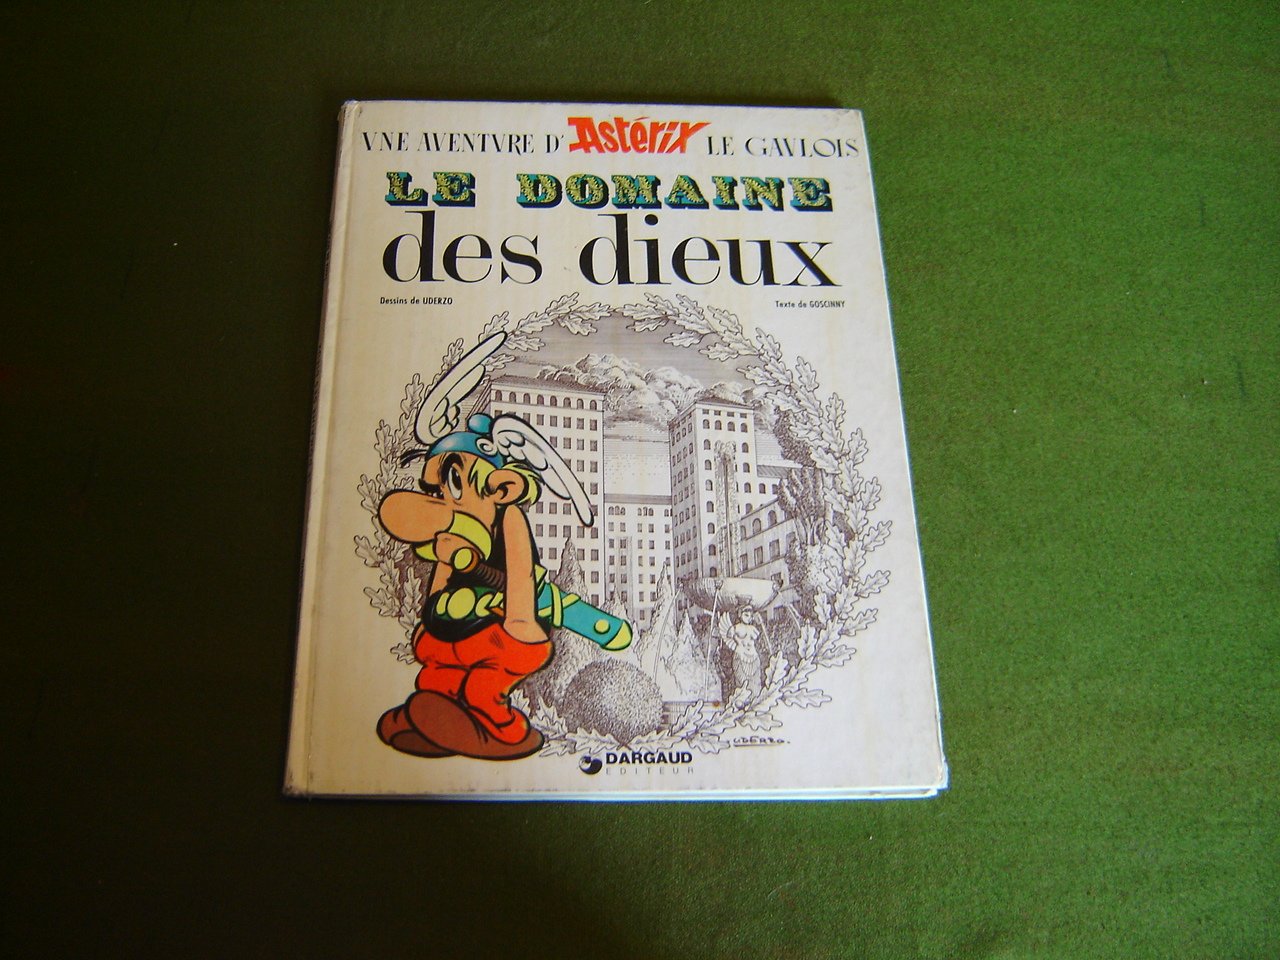 VNE AVENTVRE D'Astérix LE GAVLOIS
LE DOMAINE
des dieux
Dessins de UDERZO
Texte de GOSCINNY
UDERZO.
DARGAUD
EDITEUR